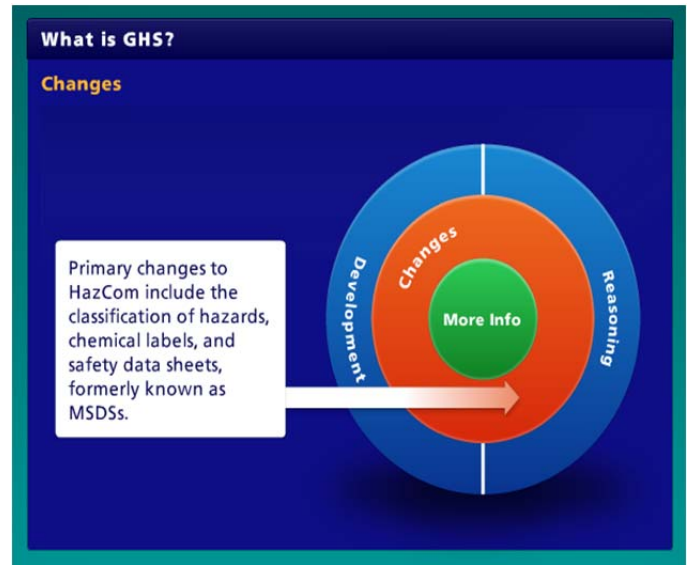 What is GHS?
Changes
Primary changes to
HazCom include the
classification of hazards,
chemical labels, and
safety data sheets,
formerly known as
MSDSs.
Development
Changes
More Info
Reasoning